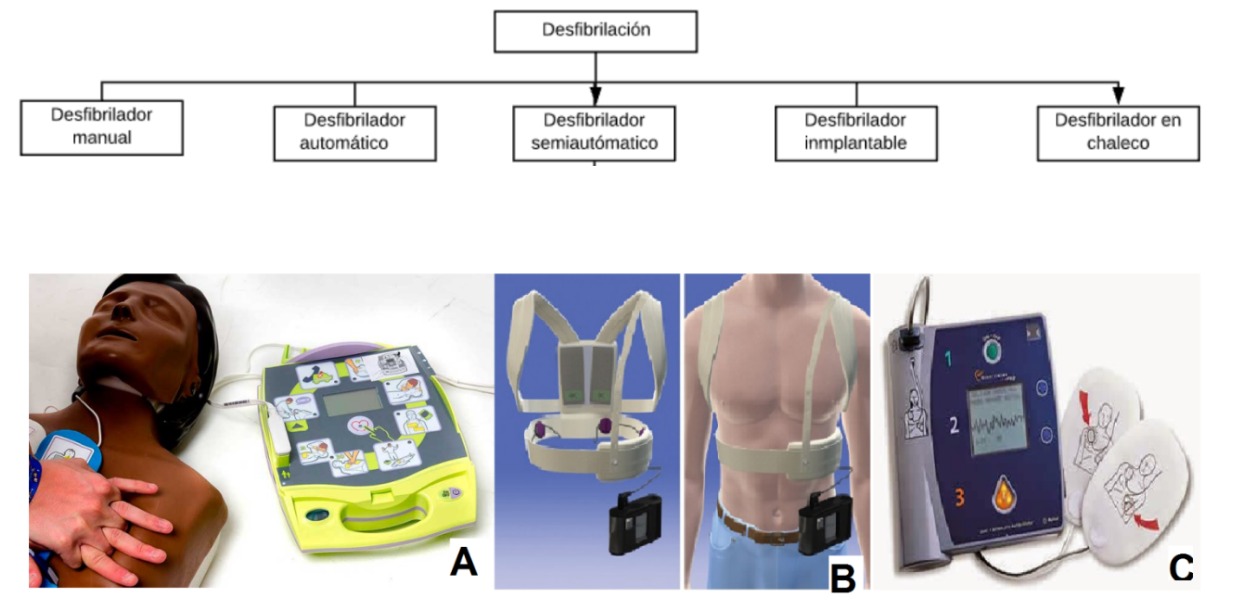 Desfibrilación
Desfibrilador
manual
Desfibrilador
automático
Desfibrilador
semiautómatico
Desfibrilador
inmplantable
Desfibrilador en
chaleco
1
2
3
A
B
C